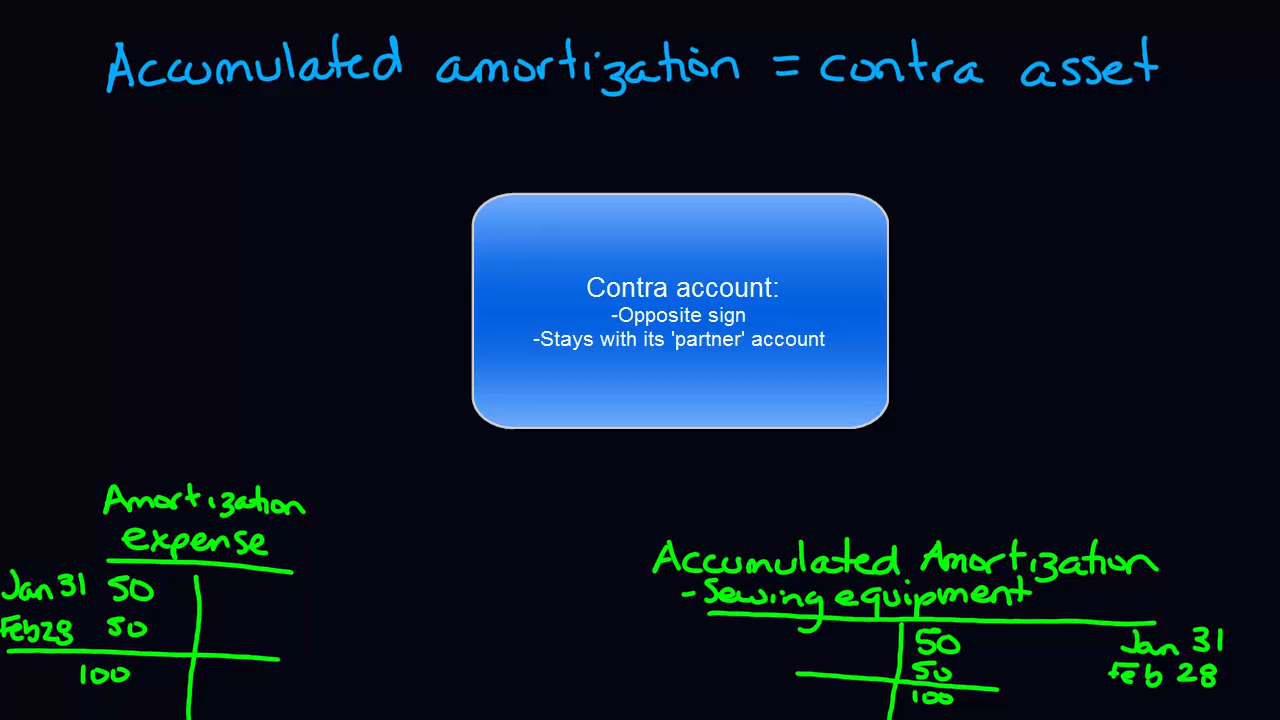 Accumulated amortization = contra asset
Contra account:
-Opposite sign
-Stays with its 'partner' account
Amortization
expense
Jan 31 50
Feb 28 50
100
Accumulated Amortization
- Sewing equipment
50 Jan 31
50 Feb 28
100